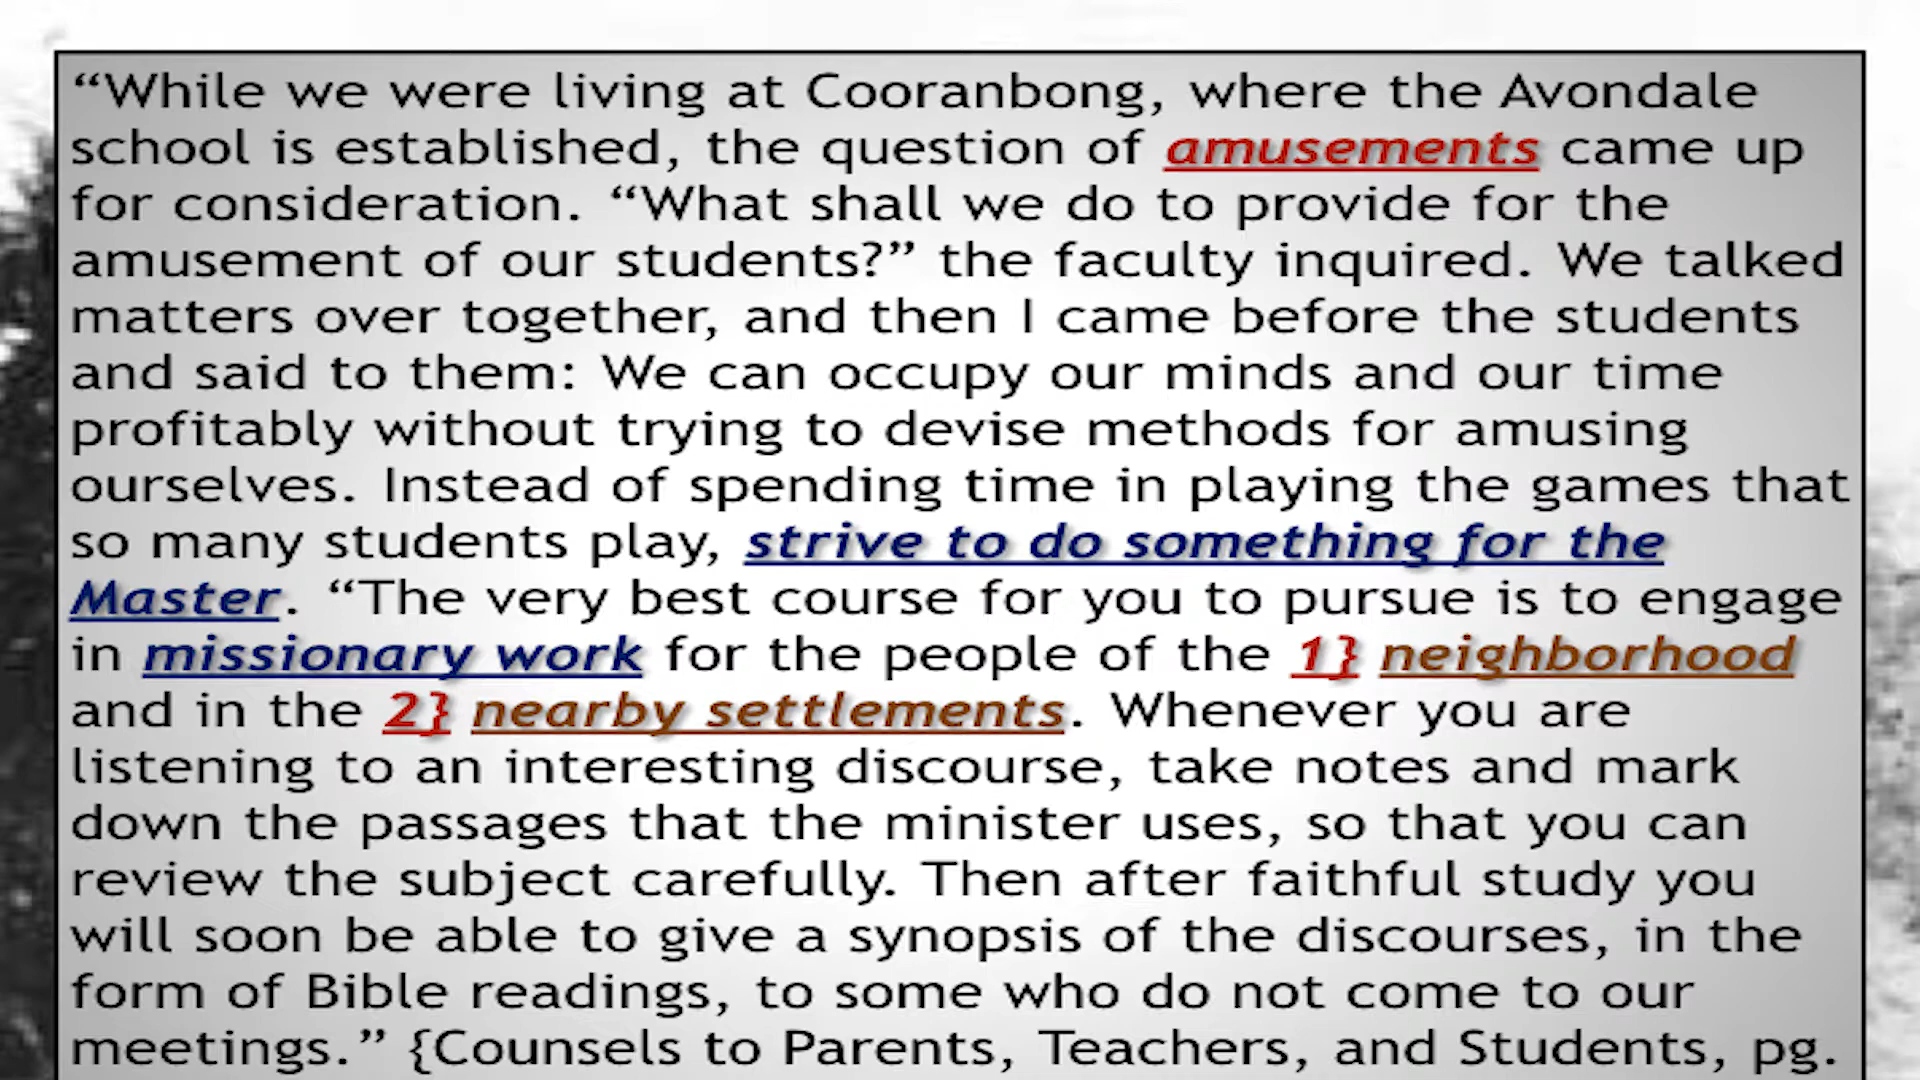 “While we were living at Cooranbong, where the Avondale
school is established, the question of amusements came up
for consideration. “What shall we do to provide for the
amusement of our students?” the faculty inquired. We talked
matters over together, and then I came before the students
and said to them: We can occupy our minds and our time
profitably without trying to devise methods for amusing
ourselves. Instead of spending time in playing the games that
so many students play, strive to do something for the
Master. “The very best course for you to pursue is to engage
in missionary work for the people of the 1} neighborhood
and in the 2} nearby settlements. Whenever you are
listening to an interesting discourse, take notes and mark
down the passages that the minister uses, so that you can
review the subject carefully. Then after faithful study you
will soon be able to give a synopsis of the discourses, in the
form of Bible readings, to some who do not come to our
meetings.” {Counsels to Parents, Teachers, and Students, pg.